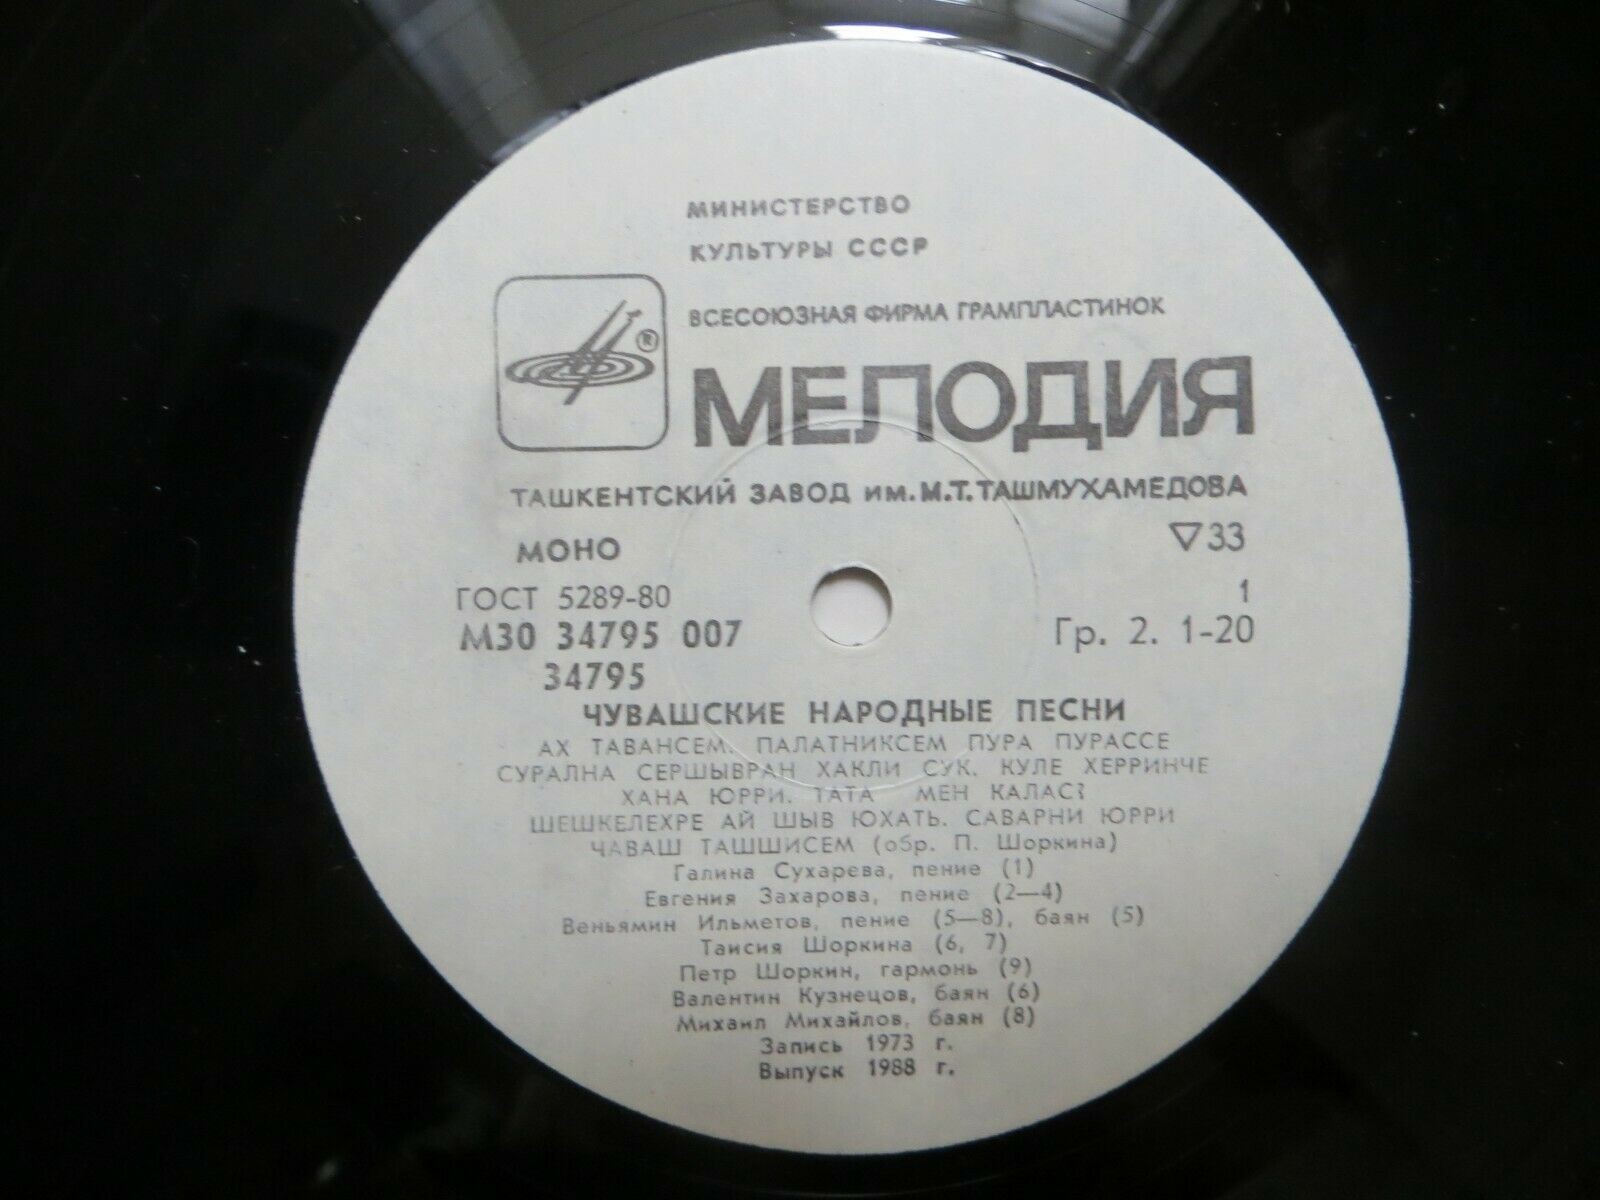 МИНИСТЕРСТВО
КУЛЬТУРЫ СССР
ВСЕСОЮЗНАЯ ФИРМА ГРАМПЛАСТИНОК
®
МЕЛОДИЯ
ТАШКЕНТСКИЙ ЗАВОД им. М.Т. ТАШМУХАМЕДОВА
МОНО
▽33
ГОСТ 5289-80
1
М30 34795 007
Гр. 2. 1-20
34795
ЧУВАШСКИЕ НАРОДНЫЕ ПЕСНИ
АХ ТАВАНСЕМ. ПАЛАТНИКСЕМ ПУРА ПУРАССЕ
СУРАЛНА СЕРШЫВРАН ХАКЛИ СУК. КУЛЕ ХЕРРИНЧЕ
ХАНА ЮРРИ. ТАТА МЕН КАЛАС?
ШЕШКЕЛЕХРЕ АЙ ШЫВ ЮХАТЬ. САВАРНИ ЮРРИ
ЧАВАШ ТАШШИСЕМ (обр. П. Шоркина)
Галина Сухарева, пение (1)
Евгения Захарова, пение (2—4)
Веньямин Ильметов, пение (5—8), баян (5)
Таисия Шоркина (6, 7)
Петр Шоркин, гармонь (9)
Валентин Кузнецов, баян (6)
Михаил Михайлов, баян (8)
Запись 1973 г.
Выпуск 1988 г.